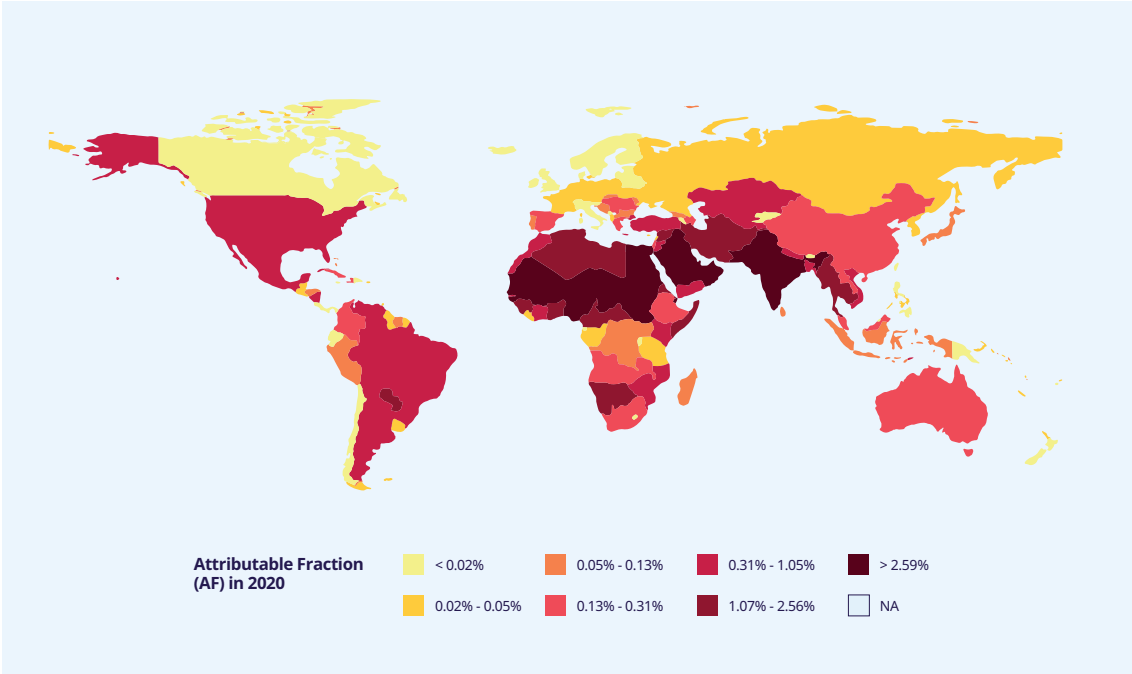 Attributable Fraction
(AF) in 2020
< 0.02%
0.05% - 0.13%
0.31% - 1.05%
> 2.59%
0.02% - 0.05%
0.13% - 0.31%
1.07% - 2.56%
NA